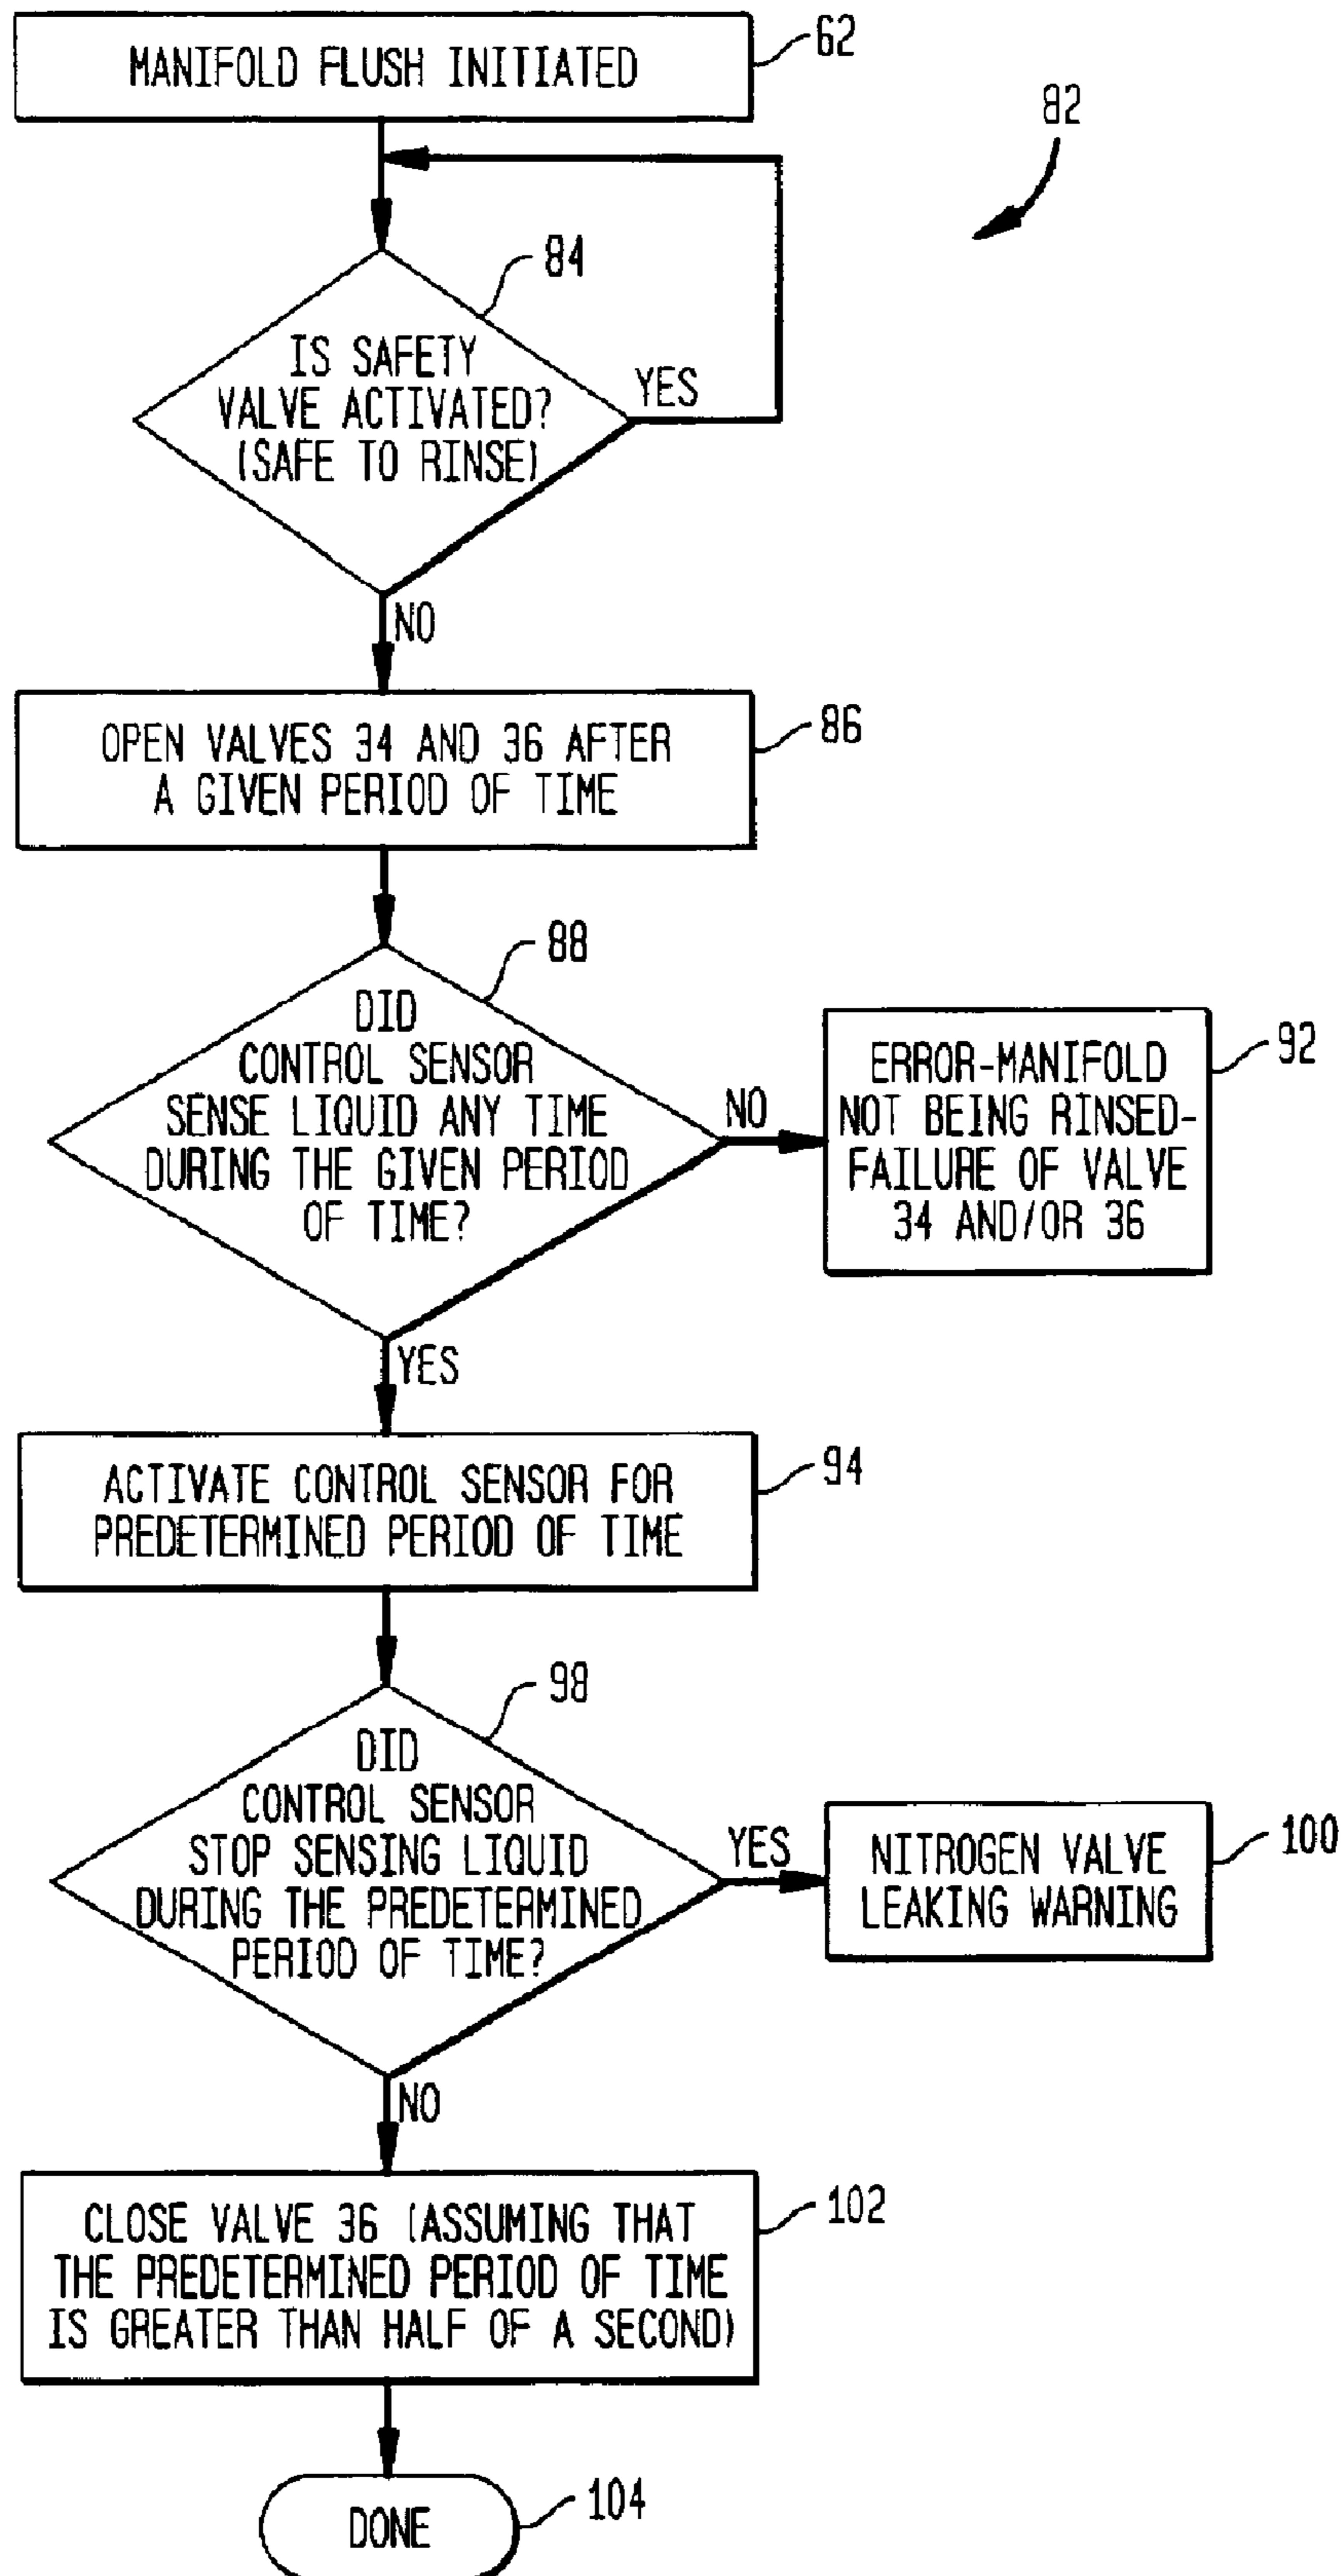 MANIFOLD FLUSH INITIATED
62
82
84
IS SAFETY
VALVE ACTIVATED?
(SAFE TO RINSE)
YES
NO
OPEN VALVES 34 AND 36 AFTER
A GIVEN PERIOD OF TIME
86
88
DID
CONTROL SENSOR
SENSE LIQUID ANY TIME
DURING THE GIVEN PERIOD
OF TIME?
NO
ERROR-MANIFOLD
NOT BEING RINSED-
FAILURE OF VALVE
34 AND/OR 36
92
YES
ACTIVATE CONTROL SENSOR FOR
PREDETERMINED PERIOD OF TIME
94
98
DID
CONTROL SENSOR
STOP SENSING LIQUID
DURING THE PREDETERMINED
PERIOD OF TIME?
YES
NITROGEN VALVE
LEAKING WARNING
100
NO
CLOSE VALVE 36 (ASSUMING THAT
THE PREDETERMINED PERIOD OF TIME
IS GREATER THAN HALF OF A SECOND)
102
DONE
104